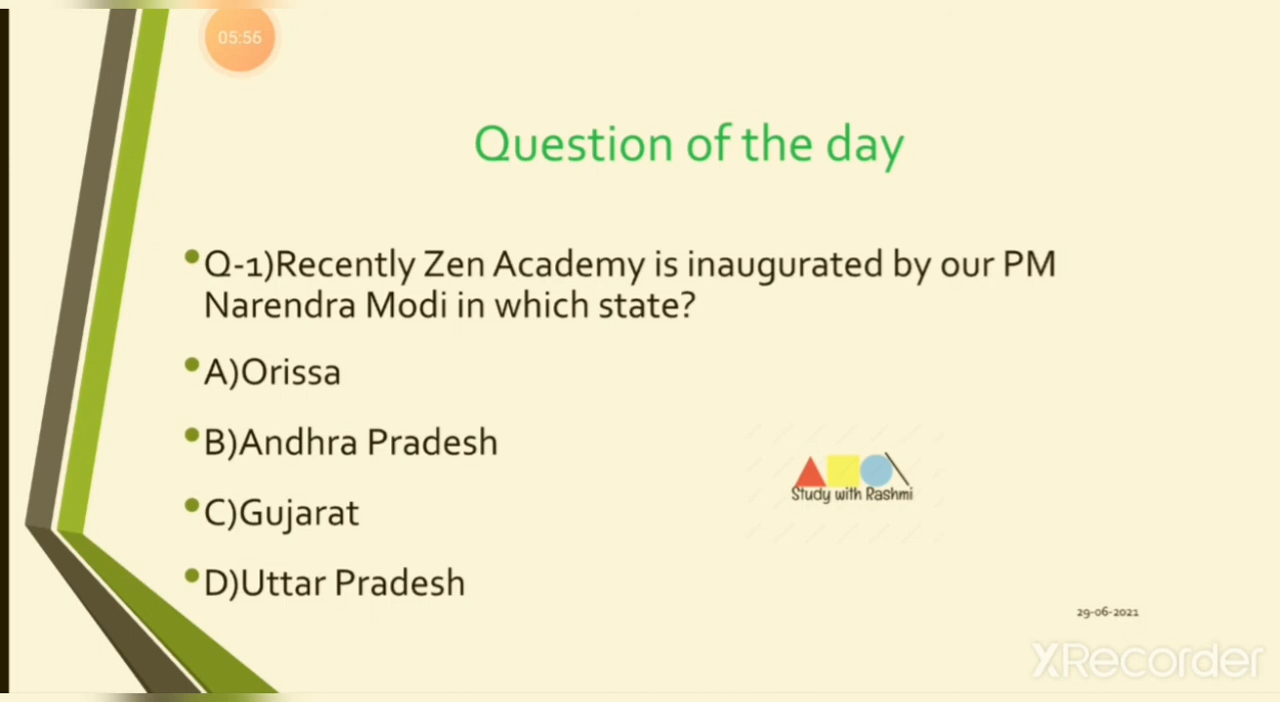 05:56
Question of the day
•Q-1)Recently Zen Academy is inaugurated by our PM
Narendra Modi in which state?
•A)Orissa
•B)Andhra Pradesh
•C)Gujarat
•D)Uttar Pradesh
Study with Rashmi
29-06-2021
XRecorder